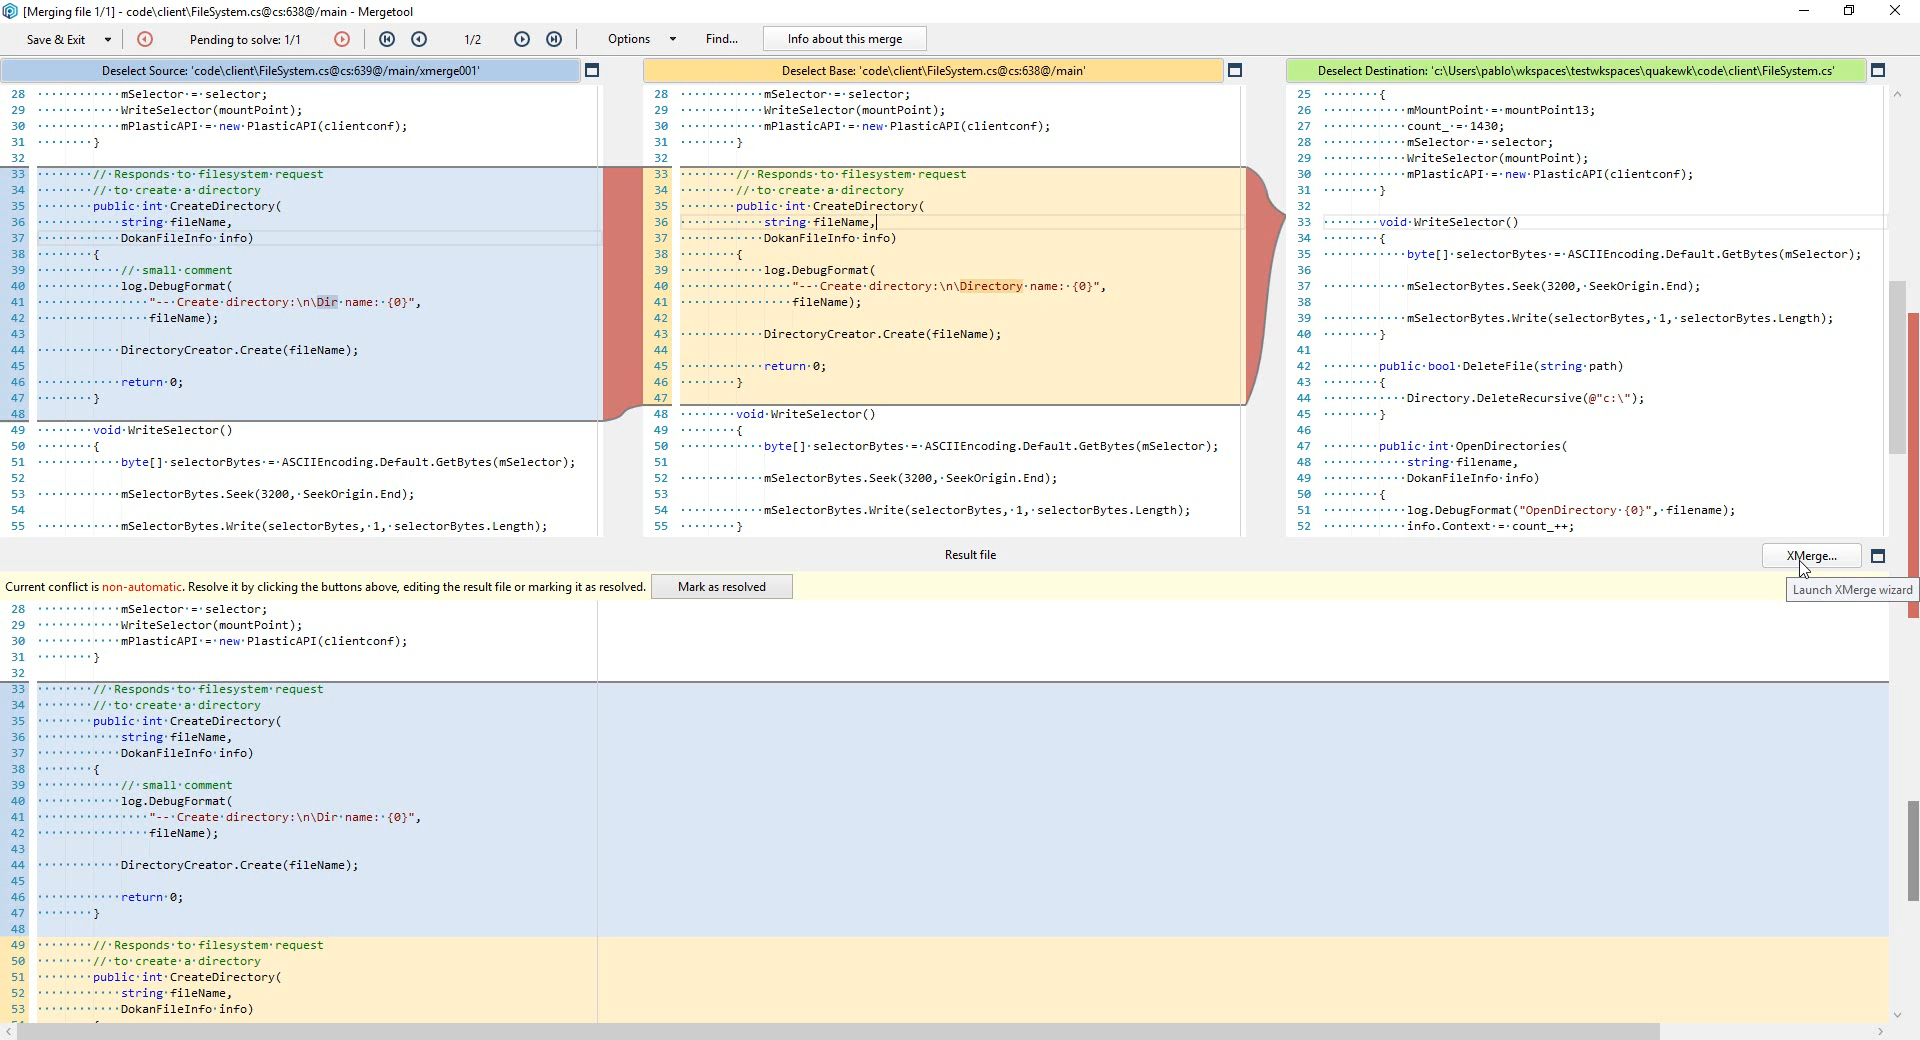 [Merging file 1/1] - code\client\FileSystem.cs@cs:638@/main - Mergetool
Save & Exit Pending to solve: 1/1 1/2 Options Find... Info about this merge
Deselect Source: 'code\client\FileSystem.cs@cs:639@/main/xmerge001'
28 ············mSelector·=·selector;
29 ············WriteSelector(mountPoint);
30 ············mPlasticAPI·=·new·PlasticAPI(clientconf);
31 ········}
32
33 ········//·Responds·to·filesystem·request
34 ········//·to·create·a·directory
35 ········public·int·CreateDirectory(
36 ············string·fileName,
37 ············DokanFileInfo·info)
38 ········{
39 ············//·small·comment
40 ············log.DebugFormat(
41 ················"--·Create·directory:\n\Dir·name:·{0}",
42 ················fileName);
43
44 ············DirectoryCreator.Create(fileName);
45
46 ············return·0;
47 ········}
48
49 ········void·WriteSelector()
50 ········{
51 ············byte[]·selectorBytes·=·ASCIIEncoding.Default.GetBytes(mSelector);
52
53 ············mSelectorBytes.Seek(3200,·SeekOrigin.End);
54
55 ············mSelectorBytes.Write(selectorBytes,·1,·selectorBytes.Length);
Deselect Base: 'code\client\FileSystem.cs@cs:638@/main'
28 ············mSelector·=·selector;
29 ············WriteSelector(mountPoint);
30 ············mPlasticAPI·=·new·PlasticAPI(clientconf);
31 ········}
32
33 ········//·Responds·to·filesystem·request
34 ········//·to·create·a·directory
35 ········public·int·CreateDirectory(
36 ············string·fileName,
37 ············DokanFileInfo·info)
38 ········{
39 ············log.DebugFormat(
40 ················"--·Create·directory:\n\Directory·name:·{0}",
41 ················fileName);
42
43 ············DirectoryCreator.Create(fileName);
44
45 ············return·0;
46 ········}
47
48 ········void·WriteSelector()
49 ········{
50 ············byte[]·selectorBytes·=·ASCIIEncoding.Default.GetBytes(mSelector);
51
52 ············mSelectorBytes.Seek(3200,·SeekOrigin.End);
53
54 ············mSelectorBytes.Write(selectorBytes,·1,·selectorBytes.Length);
55 ········}
Deselect Destination: 'c:\Users\pablo\wkspaces\testwkspaces\quakewk\code\client\FileSystem.cs'
25 ········{
26 ············mMountPoint·=·mountPoint13;
27 ············count_·=·1430;
28 ············mSelector·=·selector;
29 ············WriteSelector(mountPoint);
30 ············mPlasticAPI·=·new·PlasticAPI(clientconf);
31 ········}
32
33 ········void·WriteSelector()
34 ········{
35 ············byte[]·selectorBytes·=·ASCIIEncoding.Default.GetBytes(mSelector);
36
37 ············mSelectorBytes.Seek(3200,·SeekOrigin.End);
38
39 ············mSelectorBytes.Write(selectorBytes,·1,·selectorBytes.Length);
40 ········}
41
42 ········public·bool·DeleteFile(string·path)
43 ········{
44 ············Directory.DeleteRecursive(@"c:\");
45 ········}
46
47 ········public·int·OpenDirectories(
48 ············string·filename,
49 ············DokanFileInfo·info)
50 ········{
51 ············log.DebugFormat("OpenDirectory·{0}",·filename);
52 ············info.Context·=·count_++;
Result file
XMerge...
Launch XMerge wizard
Current conflict is non-automatic. Resolve it by clicking the buttons above, editing the result file or marking it as resolved. Mark as resolved
28 ············mSelector·=·selector;
29 ············WriteSelector(mountPoint);
30 ············mPlasticAPI·=·new·PlasticAPI(clientconf);
31 ········}
32
33 ········//·Responds·to·filesystem·request
34 ········//·to·create·a·directory
35 ········public·int·CreateDirectory(
36 ············string·fileName,
37 ············DokanFileInfo·info)
38 ········{
39 ············//·small·comment
40 ············log.DebugFormat(
41 ················"--·Create·directory:\n\Dir·name:·{0}",
42 ················fileName);
43
44 ············DirectoryCreator.Create(fileName);
45
46 ············return·0;
47 ········}
48
49 ········//·Responds·to·filesystem·request
50 ········//·to·create·a·directory
51 ········public·int·CreateDirectory(
52 ············string·fileName,
53 ············DokanFileInfo·info)